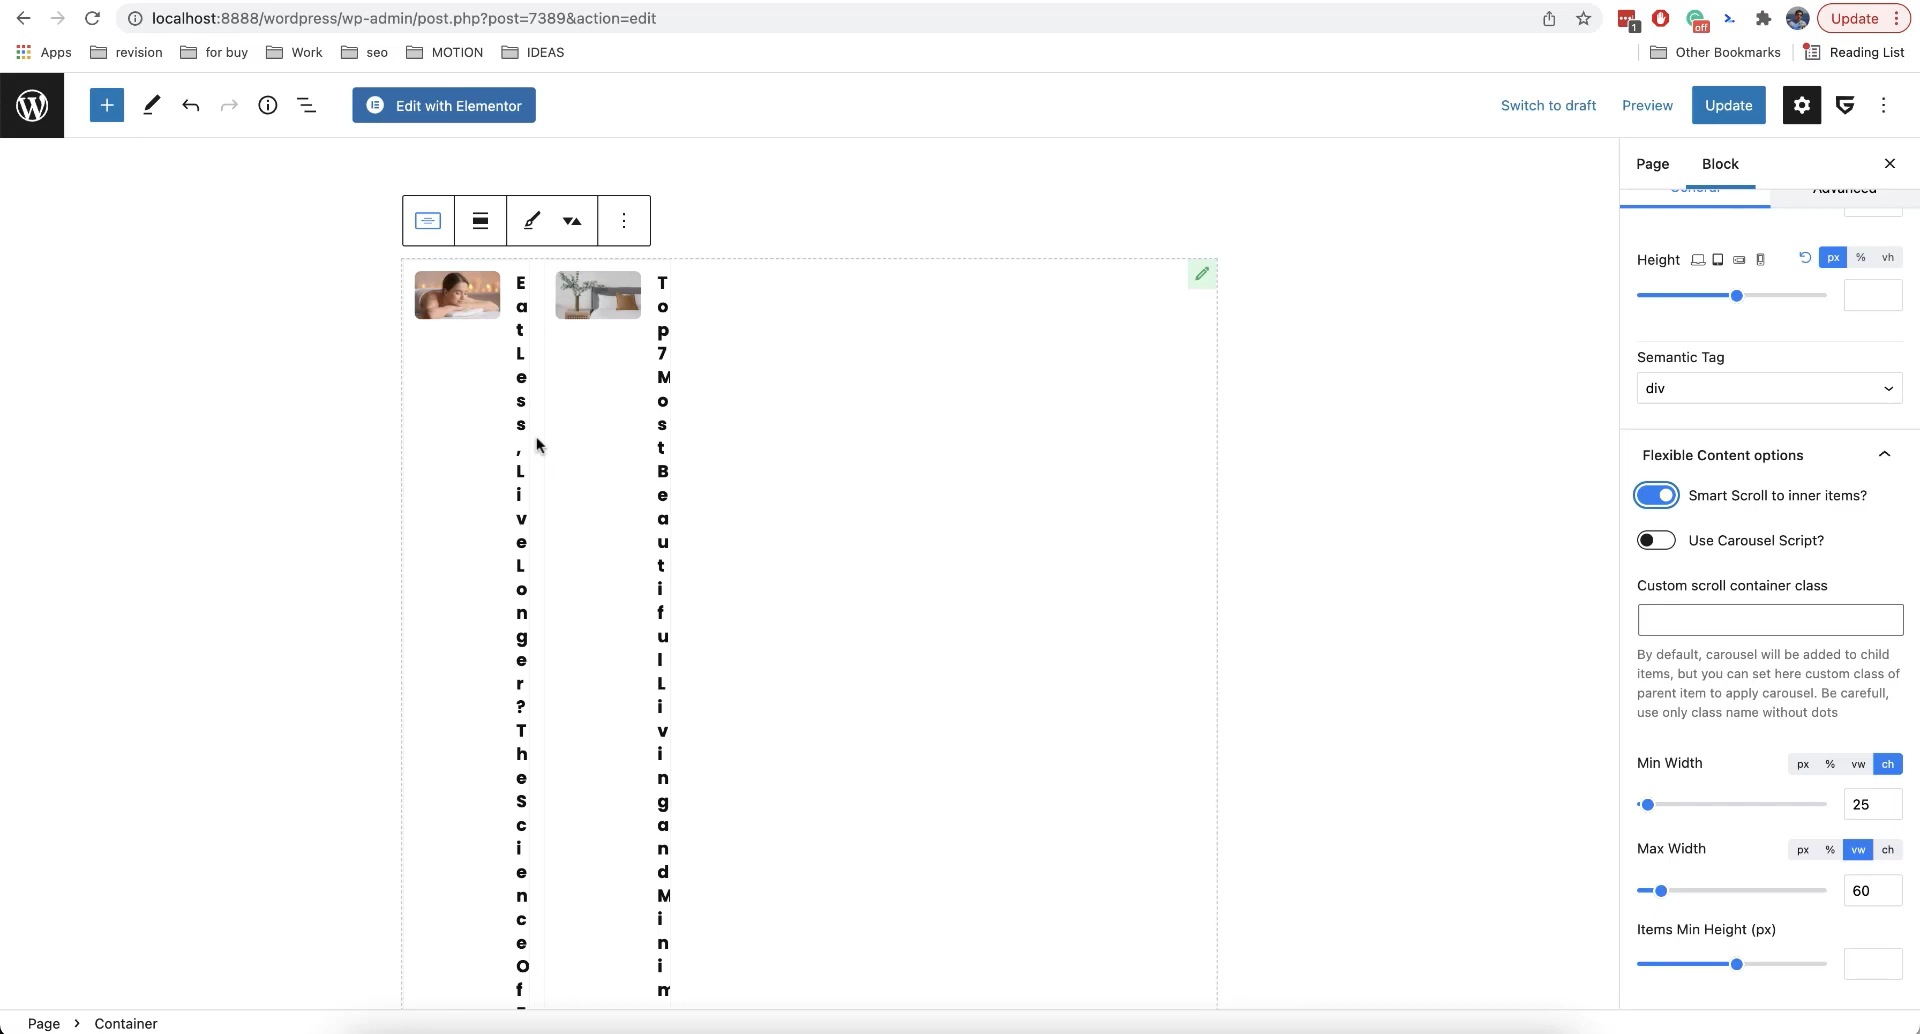 localhost:8888/wordpress/wp-admin/post.php?post=7389&action=edit
1
off
Update
Apps
revision
for buy
Work
seo
MOTION
IDEAS
Other Bookmarks
Reading List
Edit with Elementor
Switch to draft
Preview
Update
Page
Block
General
Advanced
E
a
t
L
e
s
s
,
L
i
v
e
L
o
n
g
e
r
?
T
h
e
S
c
i
e
n
c
e
O
f
T
o
p
7
M
o
s
t
B
e
a
u
t
i
f
u
l
L
i
v
i
n
g
a
n
d
M
i
n
i
m
Height
px % vh
Semantic Tag
div
Flexible Content options
Smart Scroll to inner items?
Use Carousel Script?
Custom scroll container class
By default, carousel will be added to child
items, but you can set here custom class of
parent item to apply carousel. Be carefull,
use only class name without dots
Min Width
px % vw ch
25
Max Width
px % vw ch
60
Items Min Height (px)
Page
Container